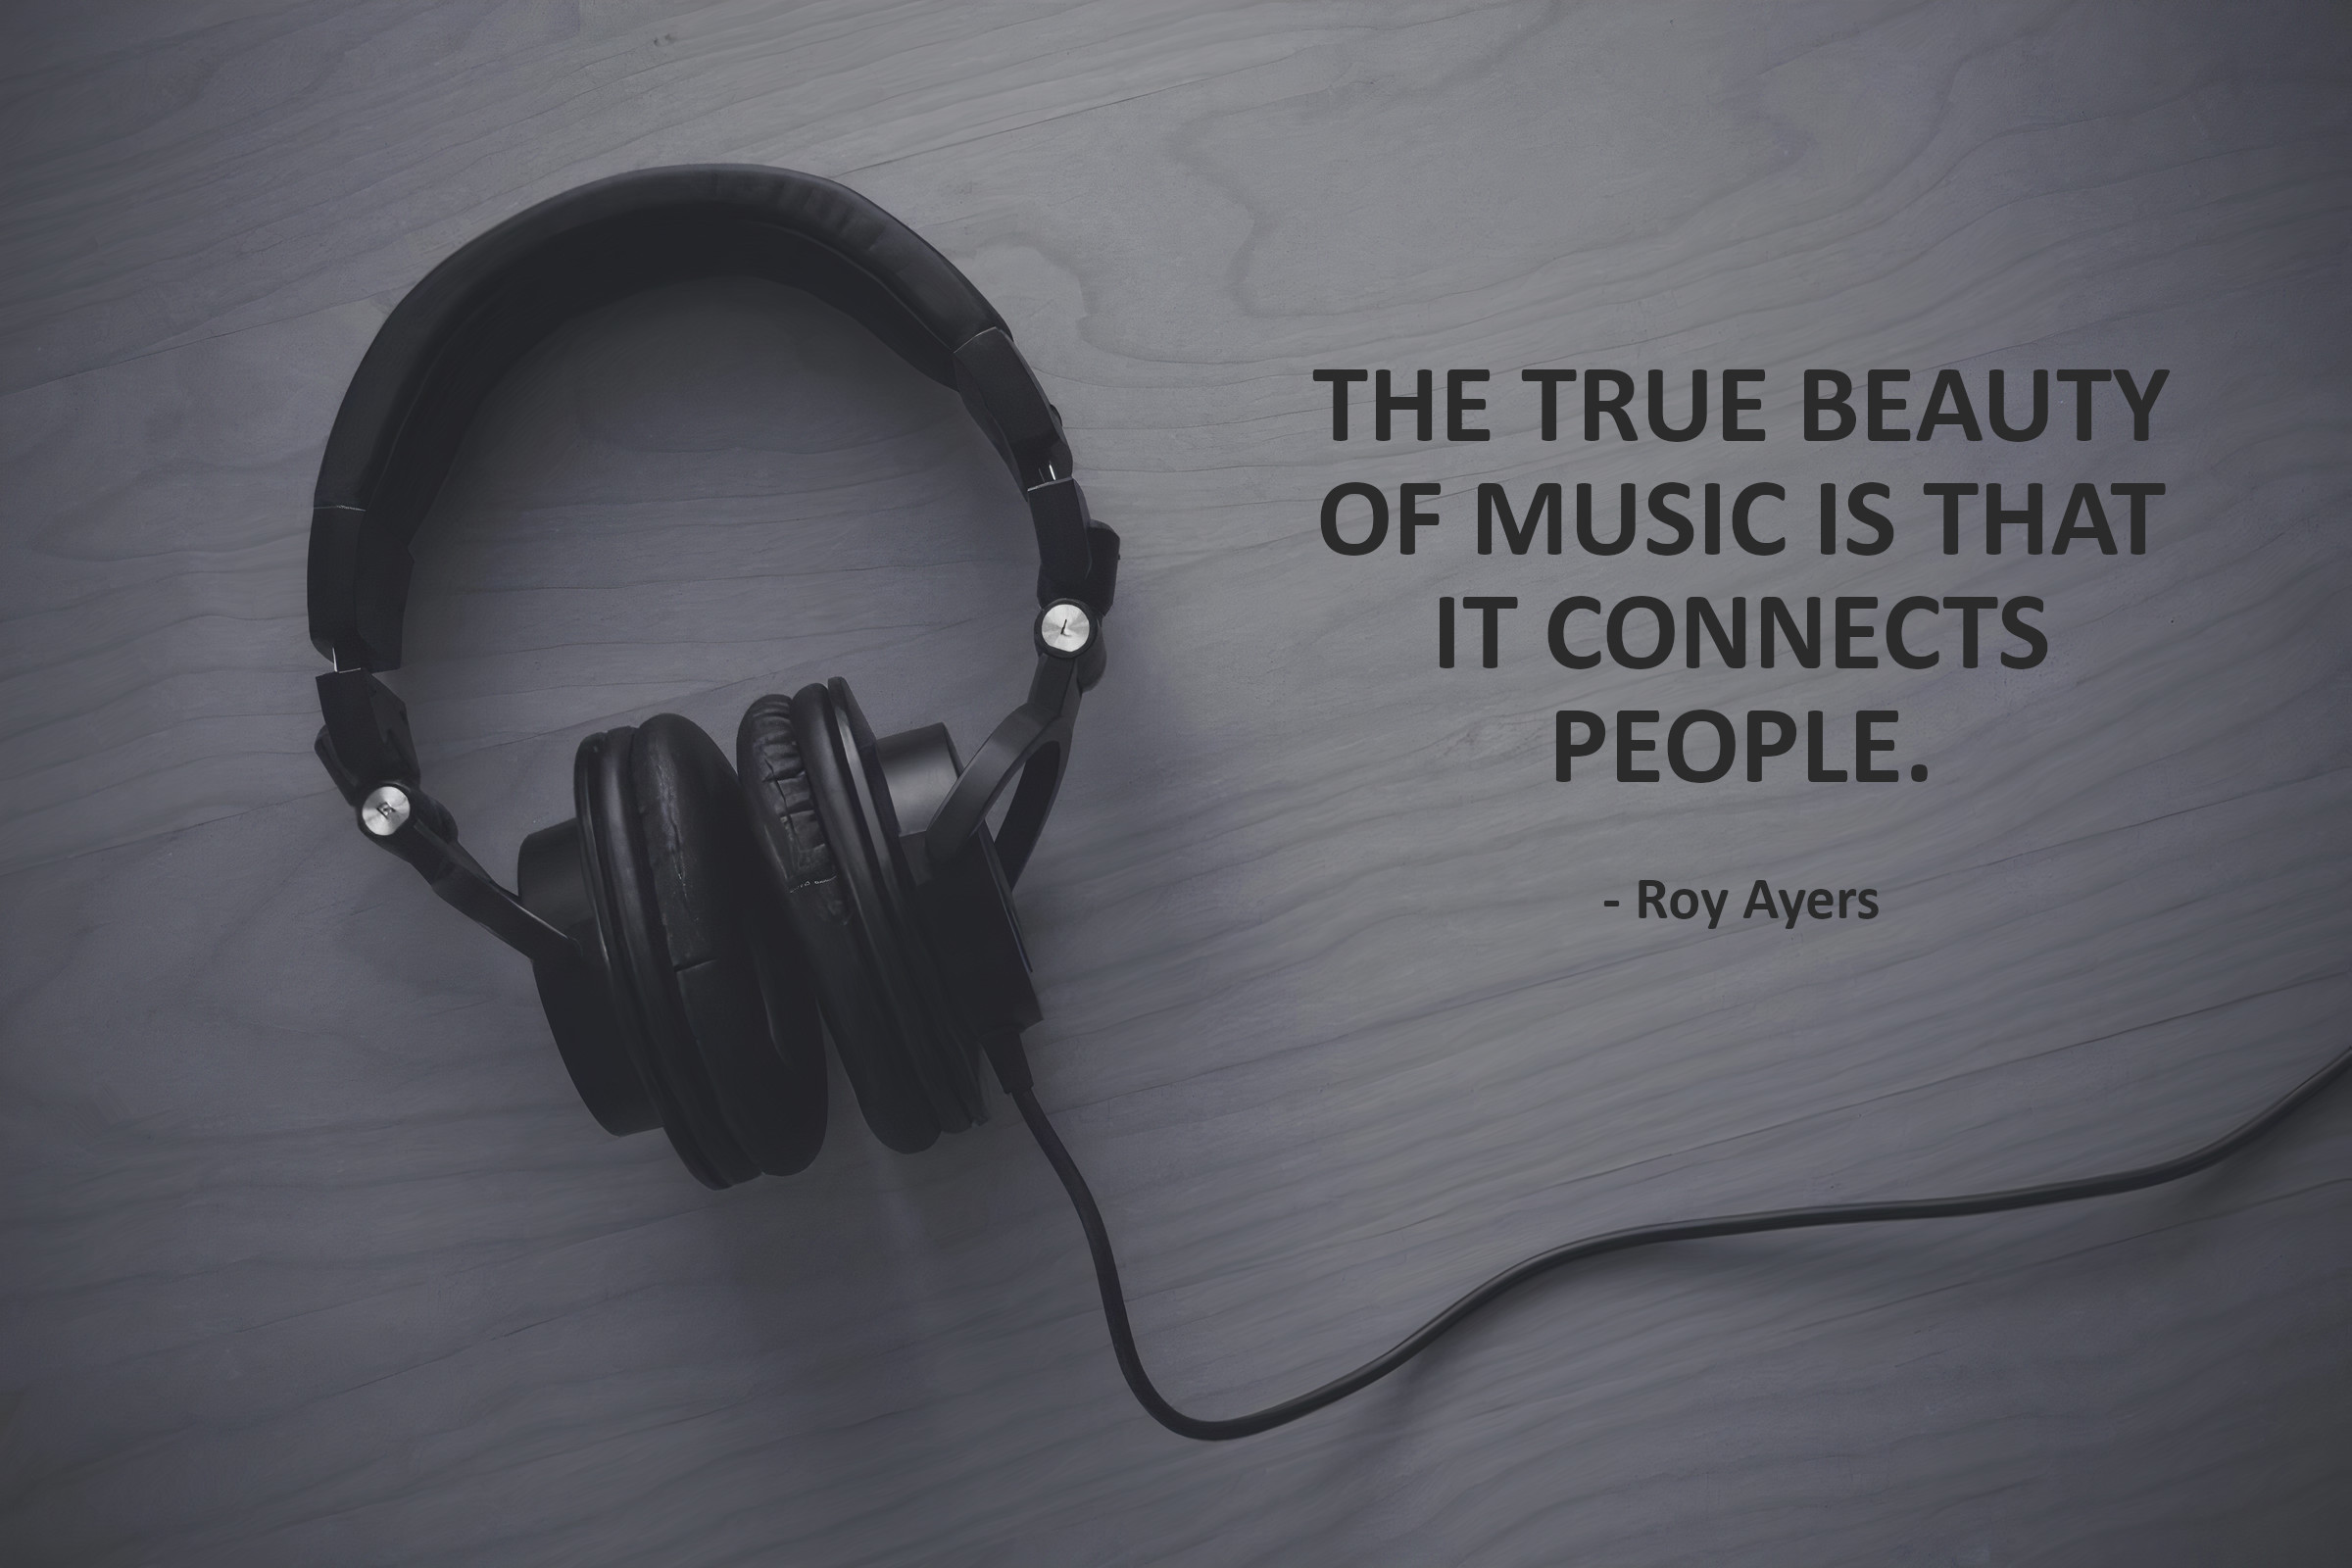 THE TRUE BEAUTY
OF MUSIC IS THAT
IT CONNECTS
PEOPLE.
- Roy Ayers
L
R